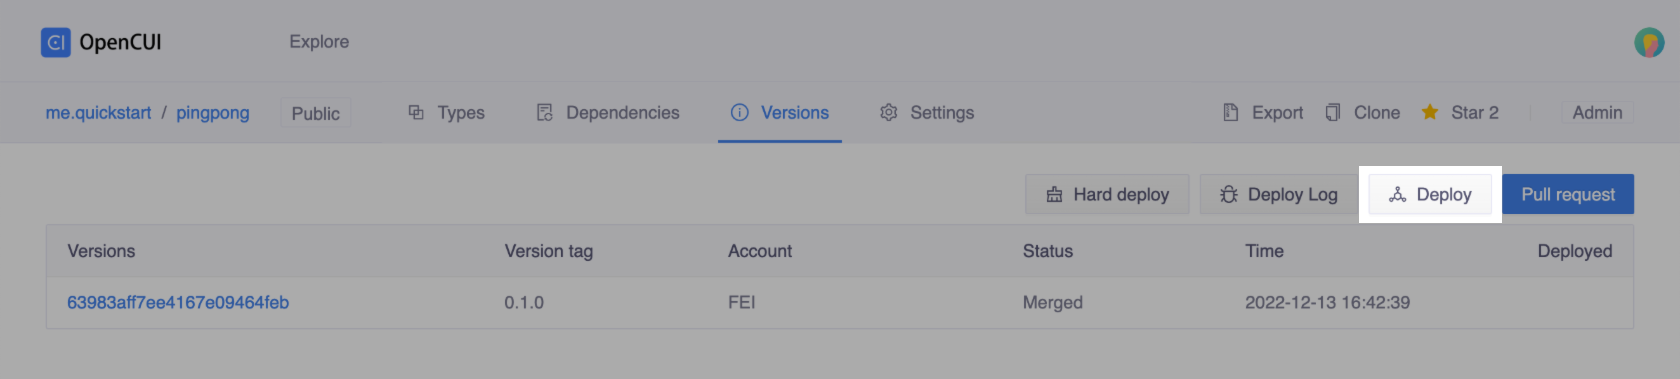 CI OpenCUI Explore
me.quickstart / pingpong Public Types Dependencies Versions Settings Export Clone Star 2 Admin
Hard deploy Deploy Log Deploy Pull request
Versions Version tag Account Status Time Deployed
63983aff7ee4167e09464feb 0.1.0 FEI Merged 2022-12-13 16:42:39